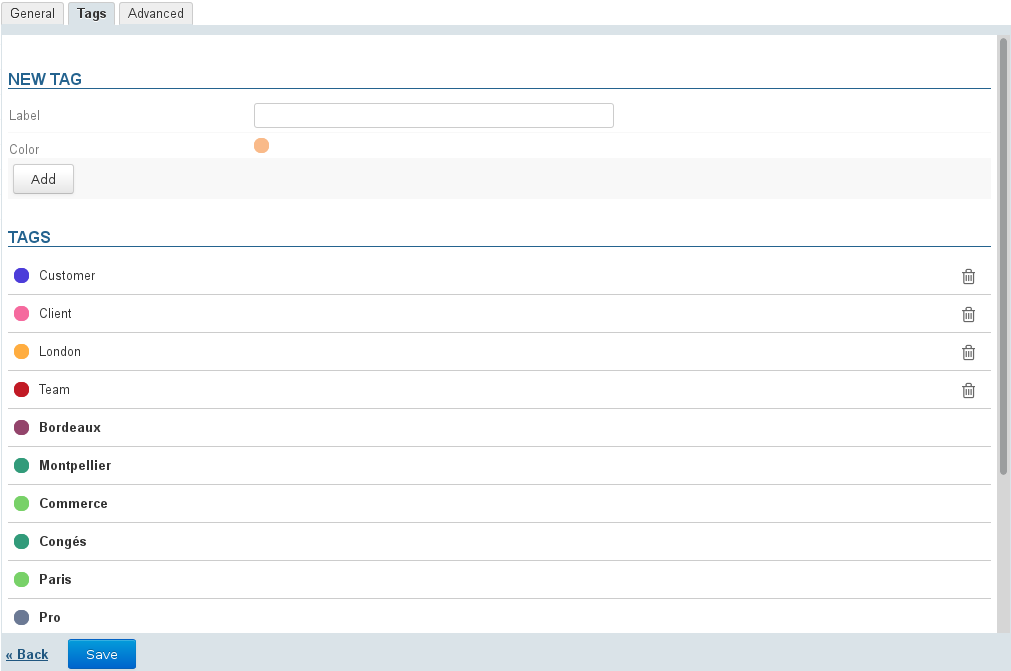 General Tags Advanced
NEW TAG
Label
Color
Add
TAGS
Customer
Client
London
Team
Bordeaux
Montpellier
Commerce
Congés
Paris
Pro
« Back Save